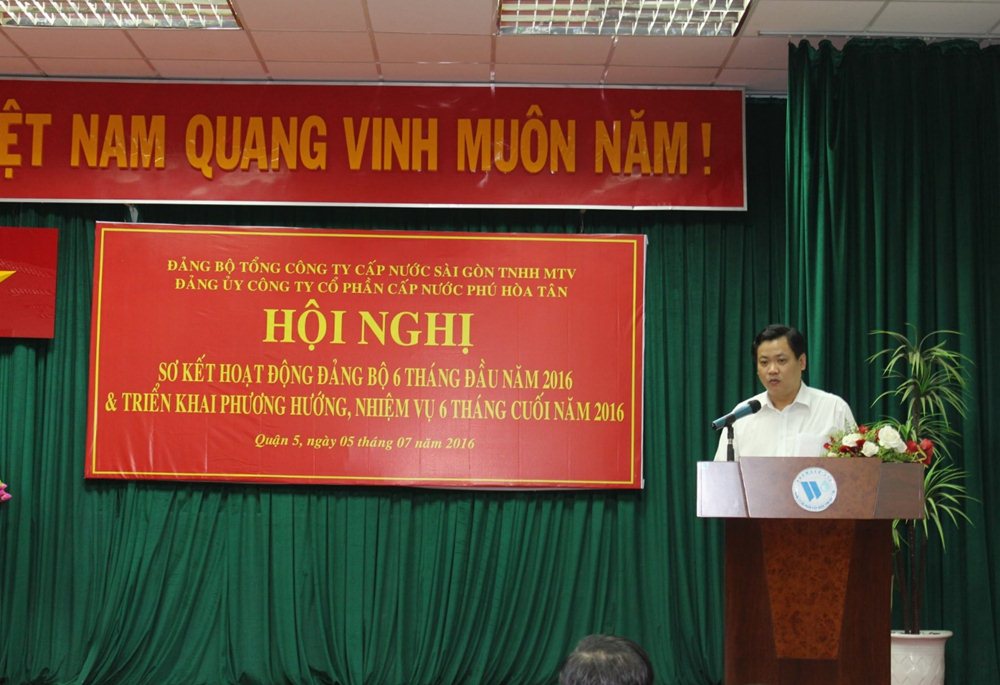 ỆT NAM QUANG VINH MUÔN NĂM !
ĐẢNG BỘ TỔNG CÔNG TY CẤP NƯỚC SÀI GÒN TNHH MTV
ĐẢNG ỦY CÔNG TY CỔ PHẦN CẤP NƯỚC PHÚ HÒA TÂN
HỘI NGHỊ
SƠ KẾT HOẠT ĐỘNG ĐẢNG BỘ 6 THÁNG ĐẦU NĂM 2016
& TRIỂN KHAI PHƯƠNG HƯỚNG, NHIỆM VỤ 6 THÁNG CUỐI NĂM 2016
Quận 5, ngày 05 tháng 07 năm 2016